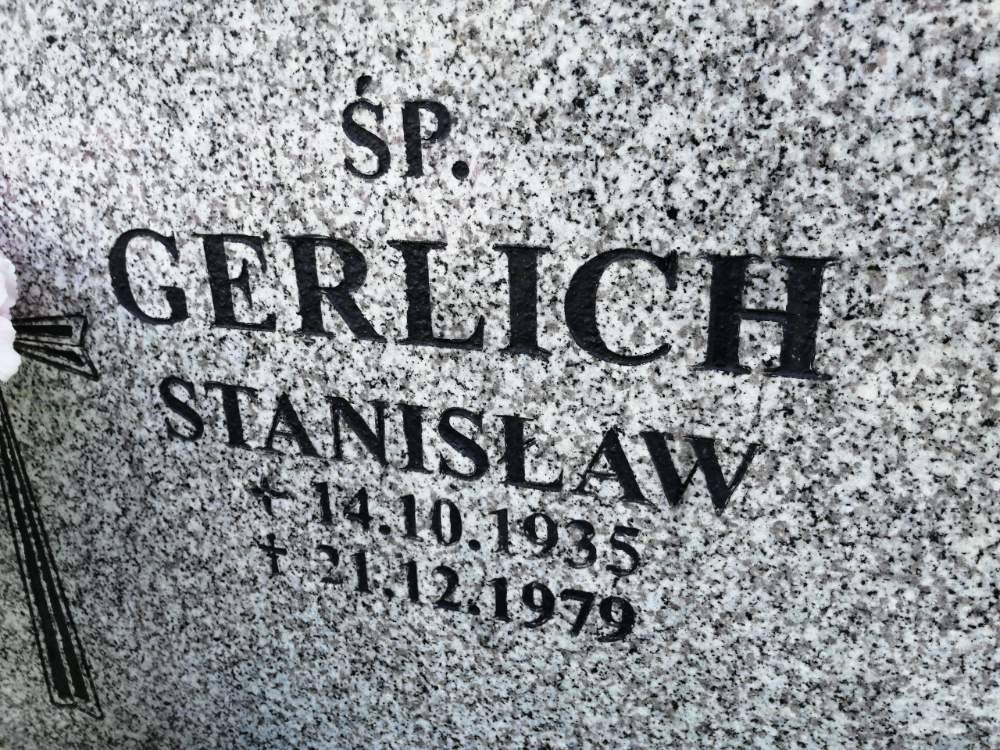 ŚP.
GERLICH
STANISŁAW
+ 14.10.1935
† 21.12.1979